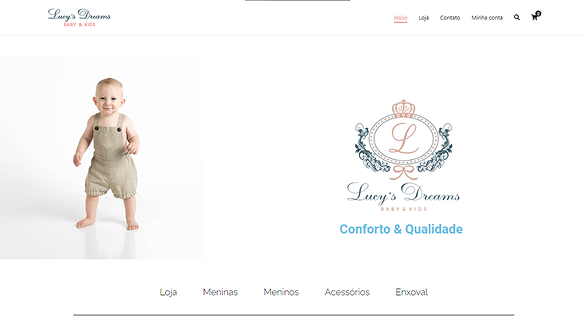 Lucy's Dreams
BABY & KIDS
Início Loja Contato Minha conta 0
L
Lucy's Dreams
BABY & KIDS
Conforto & Qualidade
Loja Meninas Meninos Acessórios Enxoval